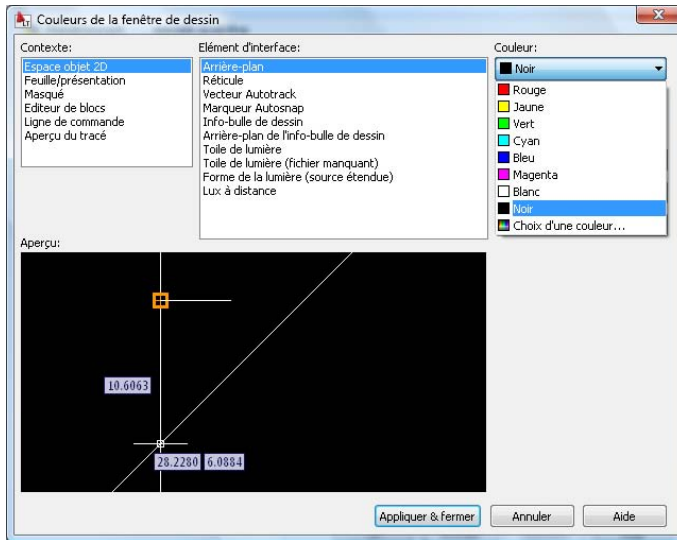 LT
Couleurs de la fenêtre de dessin
Contexte:
Espace objet 2D
Feuille/présentation
Masqué
Editeur de blocs
Ligne de commande
Aperçu du tracé
Elément d'interface:
Arrière-plan
Réticule
Vecteur Autotrack
Marqueur Autosnap
Info-bulle de dessin
Arrière-plan de l'info-bulle de dessin
Toile de lumière
Toile de lumière (fichier manquant)
Forme de la lumière (source étendue)
Lux à distance
Couleur:
Noir
Rouge
Jaune
Vert
Cyan
Bleu
Magenta
Blanc
Noir
Choix d'une couleur...
Aperçu:
10.6063
28.2280 6.0884
Appliquer & fermer
Annuler
Aide